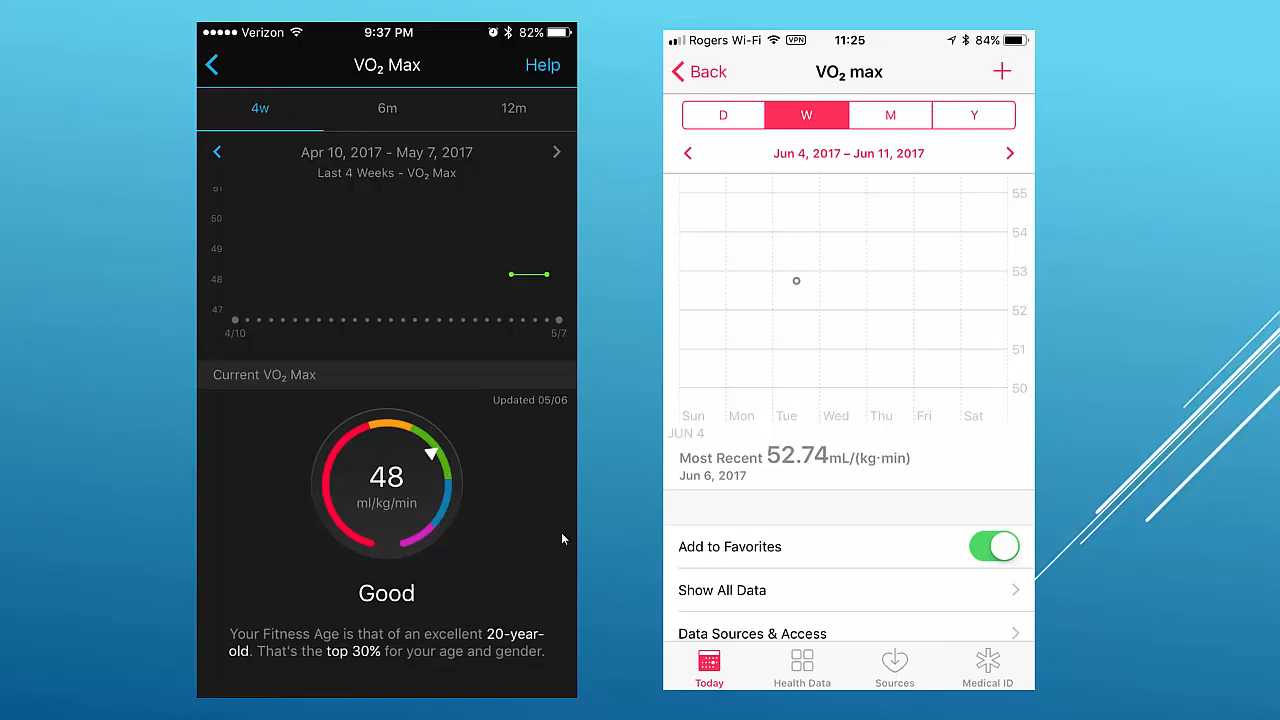 Verizon 9:37 PM 82%
VO₂ Max Help
4w 6m 12m
Apr 10, 2017 - May 7, 2017
Last 4 Weeks - VO₂ Max
50
49
48
47
4/10 5/7
Current VO₂ Max
Updated 05/06
48
ml/kg/min
Good
Your Fitness Age is that of an excellent 20-year-
old. That's the top 30% for your age and gender.
Rogers Wi-Fi VPN 11:25 84%
Back VO₂ max +
D W M Y
Jun 4, 2017 – Jun 11, 2017
55
54
53
52
51
50
Sun Mon Tue Wed Thu Fri Sat
JUN 4
Most Recent 52.74mL/(kg·min)
Jun 6, 2017
Add to Favorites
Show All Data
Data Sources & Access
Today Health Data Sources Medical ID